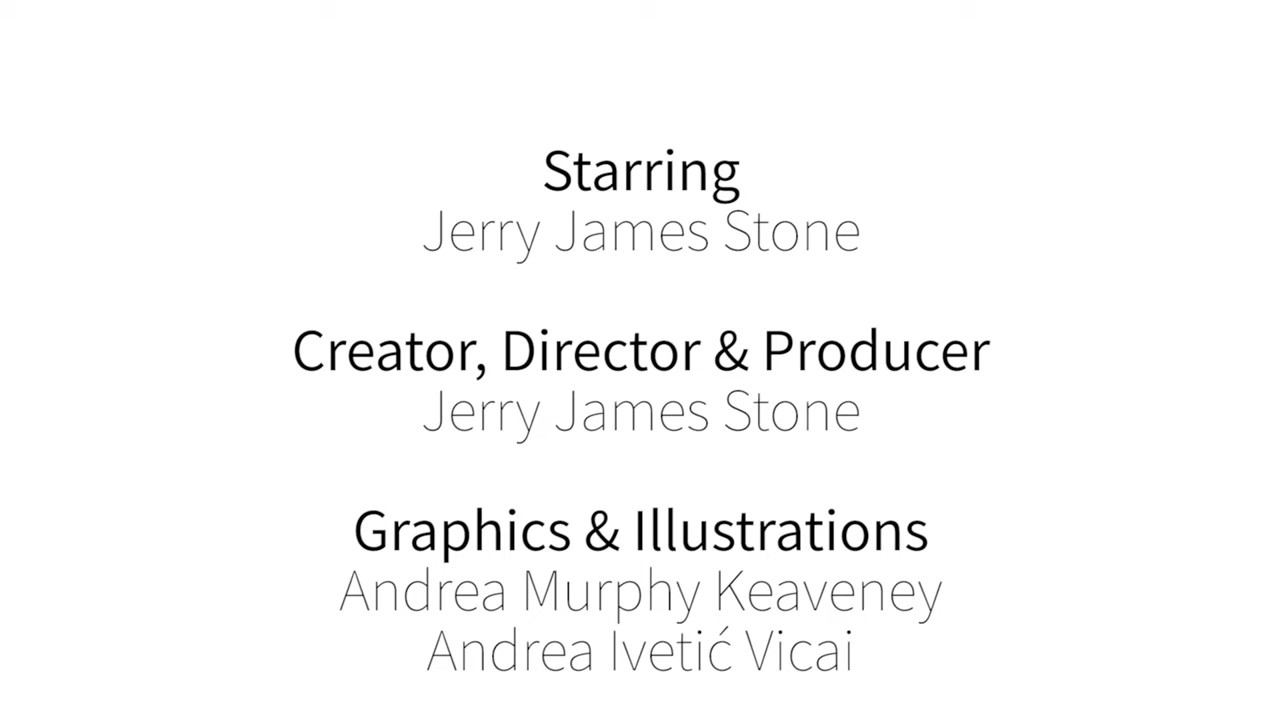 Starring
Jerry James Stone
Creator, Director & Producer
Jerry James Stone
Graphics & Illustrations
Andrea Murphy Keaveney
Andrea Ivetić Vicai